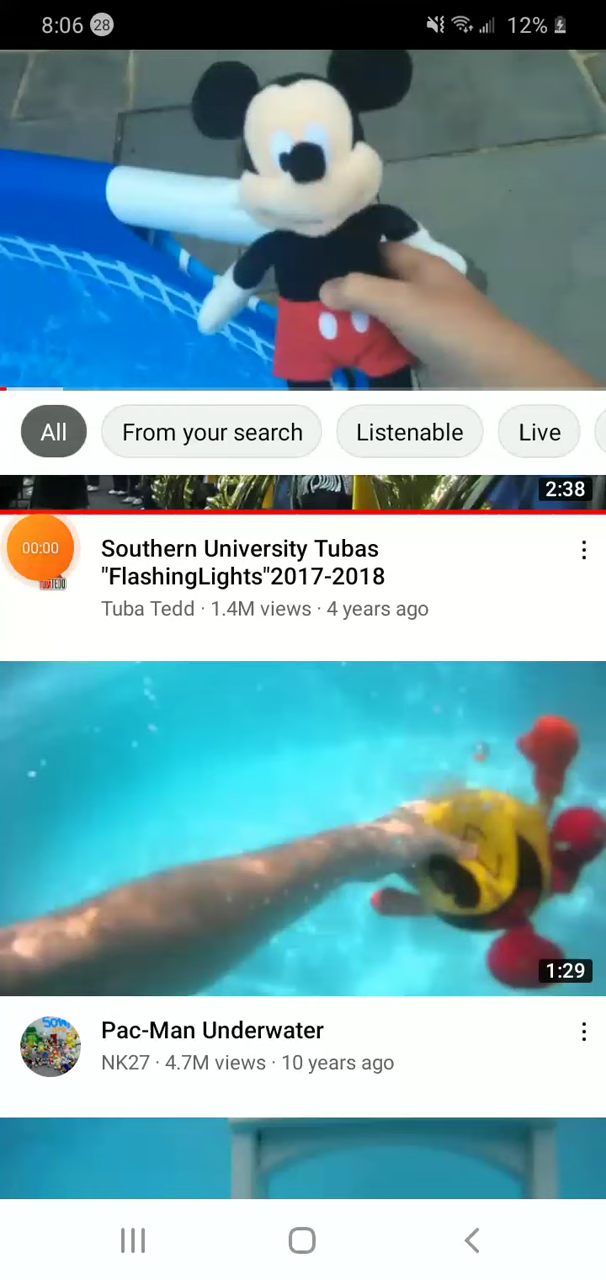 8:06 28 12%
All From your search Listenable Live
2:38
00:00
Southern University Tubas
"FlashingLights"2017-2018
TUBATEDD
Tuba Tedd · 1.4M views · 4 years ago
1:29
Pac-Man Underwater
NK27 · 4.7M views · 10 years ago